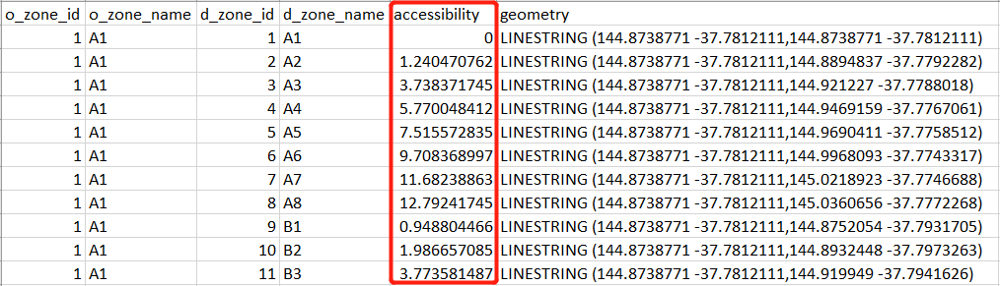 o_zone_id o_zone_name d_zone_id d_zone_name accessibility geometry
1 A1 1 A1 0 LINESTRING (144.8738771 -37.7812111,144.8738771 -37.7812111)
1 A1 2 A2 1.240470762 LINESTRING (144.8738771 -37.7812111,144.8894837 -37.7792282)
1 A1 3 A3 3.738371745 LINESTRING (144.8738771 -37.7812111,144.921227 -37.7788018)
1 A1 4 A4 5.770048412 LINESTRING (144.8738771 -37.7812111,144.9469159 -37.7767061)
1 A1 5 A5 7.515572835 LINESTRING (144.8738771 -37.7812111,144.9690411 -37.7758512)
1 A1 6 A6 9.708368997 LINESTRING (144.8738771 -37.7812111,144.9968093 -37.7743317)
1 A1 7 A7 11.68238863 LINESTRING (144.8738771 -37.7812111,145.0218923 -37.7746688)
1 A1 8 A8 12.79241745 LINESTRING (144.8738771 -37.7812111,145.0360656 -37.7772268)
1 A1 9 B1 0.948804466 LINESTRING (144.8738771 -37.7812111,144.8752054 -37.7931705)
1 A1 10 B2 1.986657085 LINESTRING (144.8738771 -37.7812111,144.8932448 -37.7973263)
1 A1 11 B3 3.773581487 LINESTRING (144.8738771 -37.7812111,144.919949 -37.7941626)